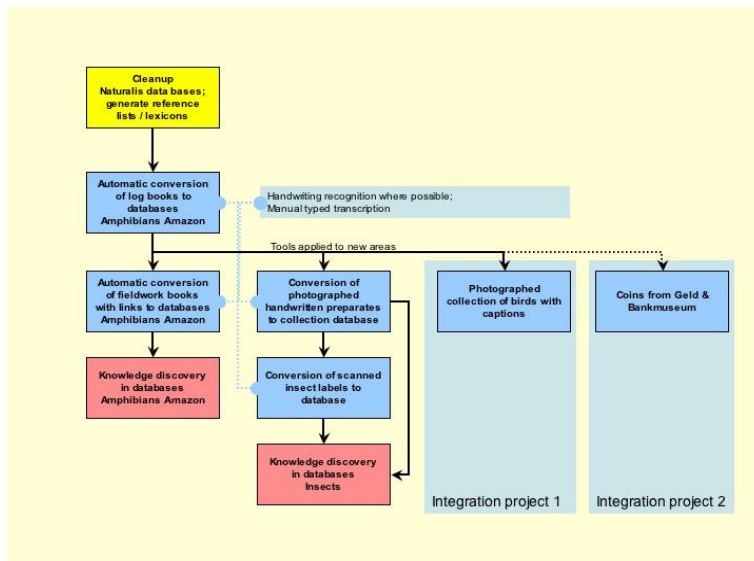 Cleanup
Naturalis data bases;
generate reference
lists / lexicons
Automatic conversion
of log books to
databases
Amphibians Amazon
Handwriting recognition where possible;
Manual typed transcription
Tools applied to new areas
Automatic conversion
of fieldwork books
with links to databases
Amphibians Amazon
Conversion of
photographed
handwritten preparates
to collection database
Photographed
collection of birds with
captions
Coins from Geld &
Bankmuseum
Knowledge discovery
in databases
Amphibians Amazon
Conversion of scanned
insect labels to
database
Knowledge discovery
in databases
Insects
Integration project 1
Integration project 2